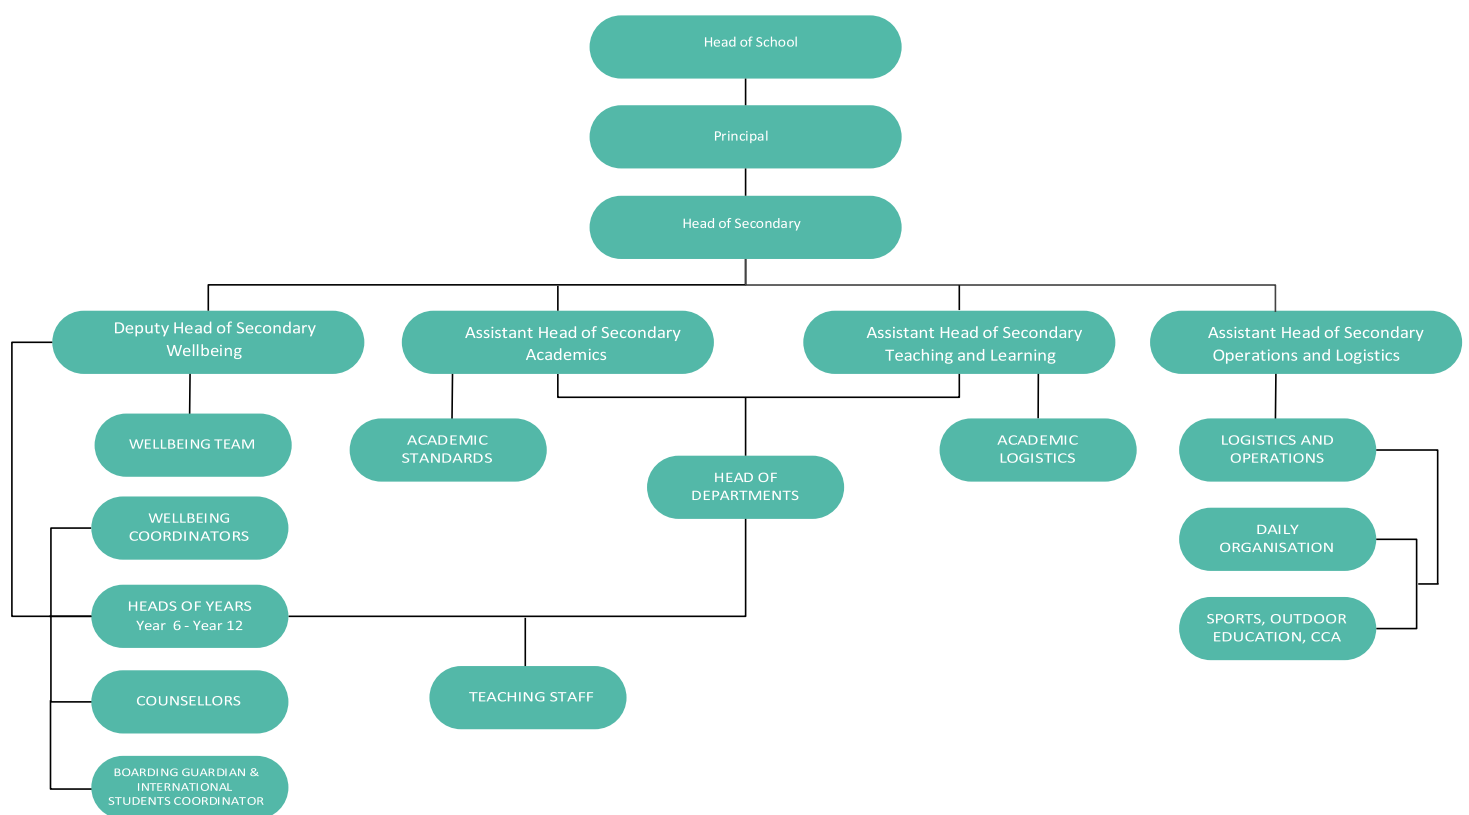 Head of School
Principal
Head of Secondary
Deputy Head of Secondary
Wellbeing
Assistant Head of Secondary
Academics
Assistant Head of Secondary
Teaching and Learning
Assistant Head of Secondary
Operations and Logistics
WELLBEING TEAM
ACADEMIC
STANDARDS
HEAD OF
DEPARTMENTS
ACADEMIC
LOGISTICS
LOGISTICS AND
OPERATIONS
WELLBEING
COORDINATORS
DAILY
ORGANISATION
HEADS OF YEARS
Year 6 - Year 12
SPORTS, OUTDOOR
EDUCATION, CCA
COUNSELLORS
TEACHING STAFF
BOARDING GUARDIAN &
INTERNATIONAL
STUDENTS COORDINATOR